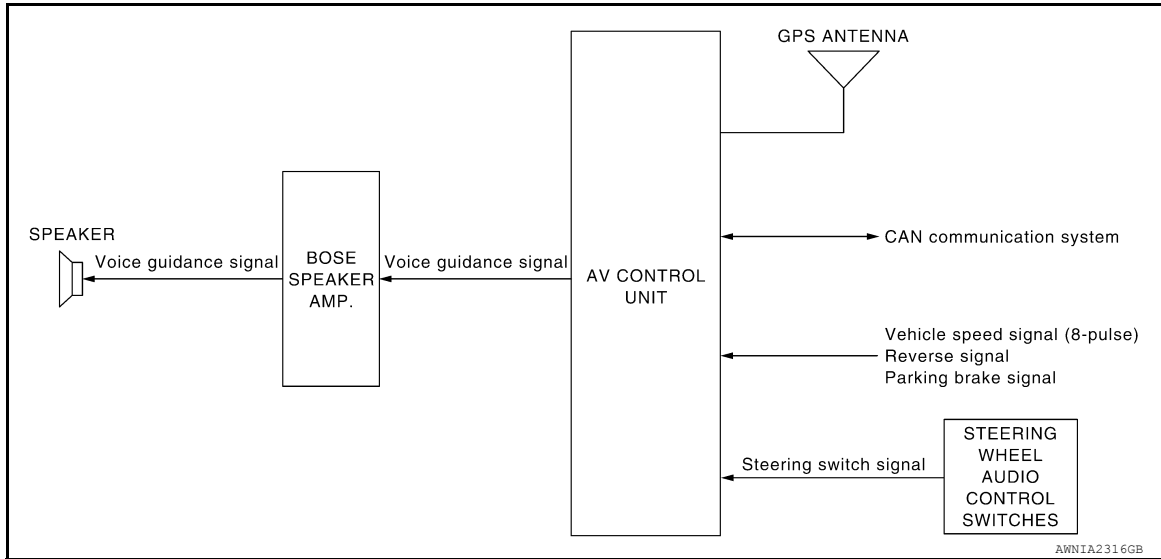 GPS ANTENNA
SPEAKER
Voice guidance signal
BOSE
SPEAKER
AMP.
Voice guidance signal
AV CONTROL
UNIT
CAN communication system
Vehicle speed signal (8-pulse)
Reverse signal
Parking brake signal
Steering switch signal
STEERING
WHEEL
AUDIO
CONTROL
SWITCHES
AWNIA2316GB